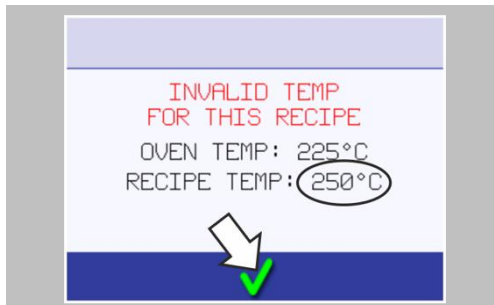 INVALID TEMP
FOR THIS RECIPE
OVEN TEMP: 225°C
RECIPE TEMP: 250°C